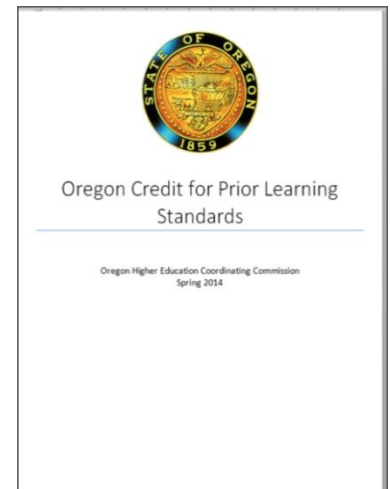 STATE OF OREGON
1859
Oregon Credit for Prior Learning
Standards
Oregon Higher Education Coordinating Commission
Spring 2014